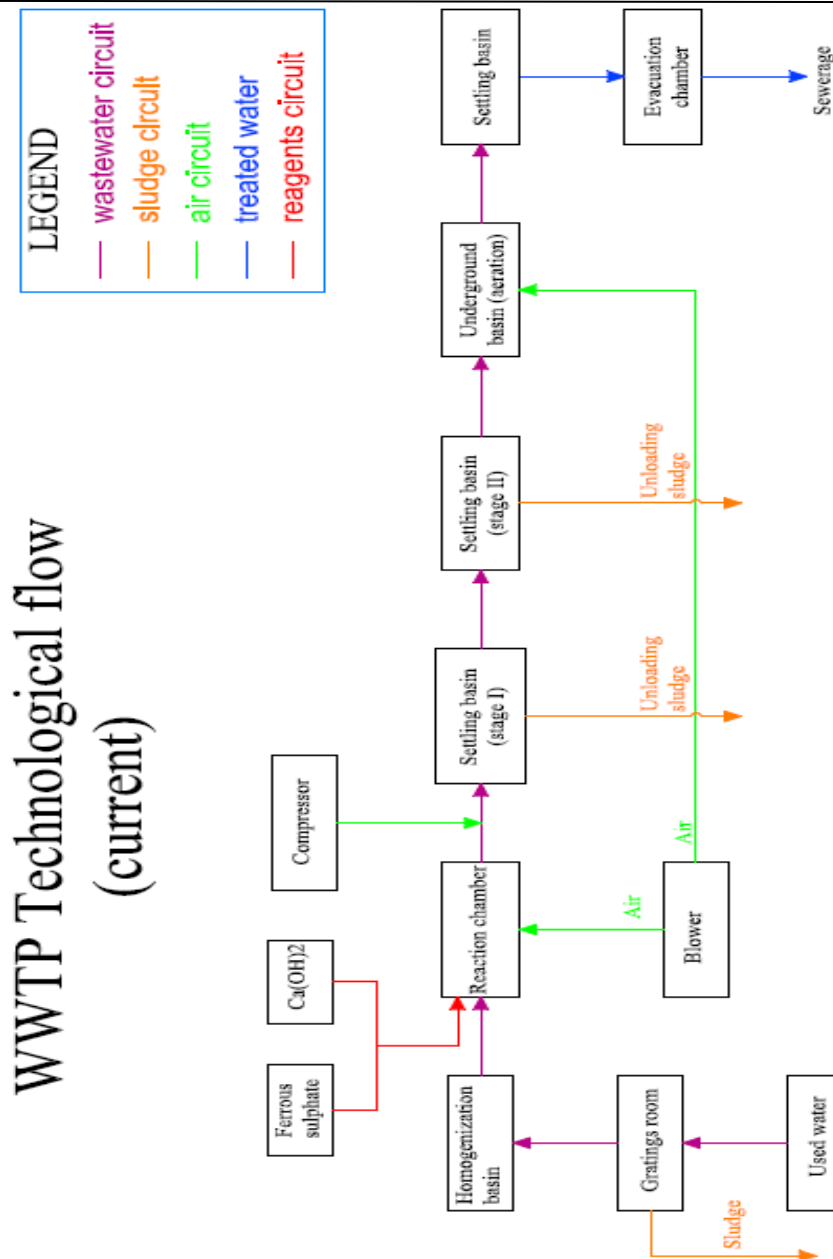 WWTP Technological flow
(current)
LEGEND
wastewater circuit
sludge circuit
air circuit
treated water
reagents circuit
Ferrous
sulphate
Ca(OH)2
Compressor
Homogenization
basin
Reaction chamber
Settling basin
(stage I)
Settling basin
(stage II)
Underground
basin (aeration)
Settling basin
Gratings room
Air
Blower
Air
Unloading
sludge
Unloading
sludge
Evacuation
chamber
Sludge
Used water
Sewerage